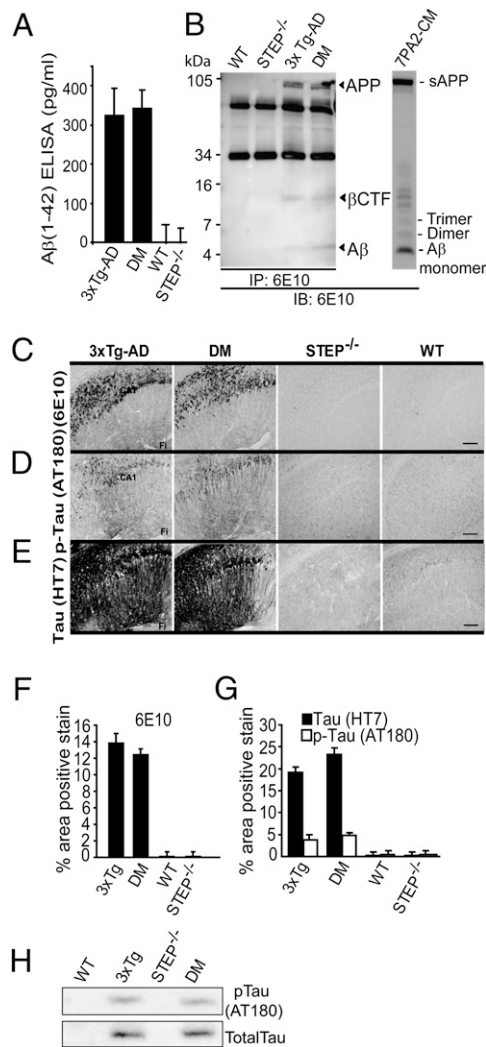 A
Aβ(1-42) ELISA (pg/ml)
400
300
200
100
0
3xTg-AD
DM
WT
STEP-/-
B
kDa
105
34
16
7
4
WT
STEP-/-
3x Tg-AD
DM
APP
βCTF
Aβ
IP: 6E10
IB: 6E10
7PA2-CM
- sAPP
- Trimer
- Dimer
- Aβ
monomer
C
3xTg-AD
DM
STEP-/-
WT
(6E10)
CA1
Fi
D
p-Tau (AT180)
CA1
Fi
E
Tau (HT7)
Fi
F
6E10
% area positive stain
16
14
12
10
8
6
4
2
0
3xTg
DM
WT
STEP-/-
G
Tau (HT7)
p-Tau (AT180)
% area positive stain
30
25
20
15
10
5
0
3xTg
DM
WT
STEP-/-
H
WT
3xTg
STEP-/-
DM
pTau
(AT180)
TotalTau